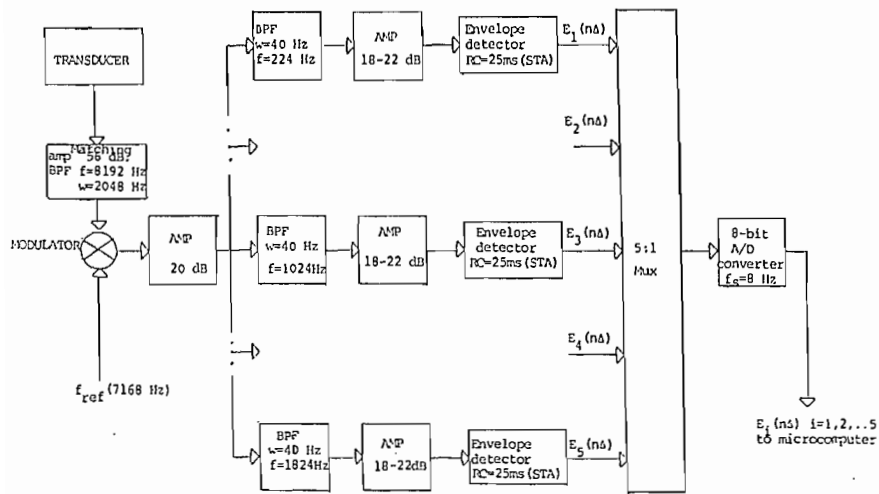 TRANSDUCER
Matching
amp 56 dB,
BPF f=8192 Hz
w=2048 Hz
MODULATOR
AMP
20 dB
f_ref (7168 Hz)
BPF
w=40 Hz
f=224 Hz
AMP
18-22 dB
Envelope
detector
RC=25ms(STA)
E_1(nΔ)
E_2(nΔ)
BPF
w=40 Hz
f=1024Hz
AMP
18-22 dB
Envelope
detector
RC=25ms(STA)
E_3(nΔ)
E_4(nΔ)
BPF
w=40 Hz
f=1824Hz
AMP
18-22dB
Envelope
detector
RC=25ms(STA)
E_5(nΔ)
5:1
Mux
8-bit
A/D
converter
f_s=8 Hz
E_i(nΔ) i=1,2,..5
to microcomputer